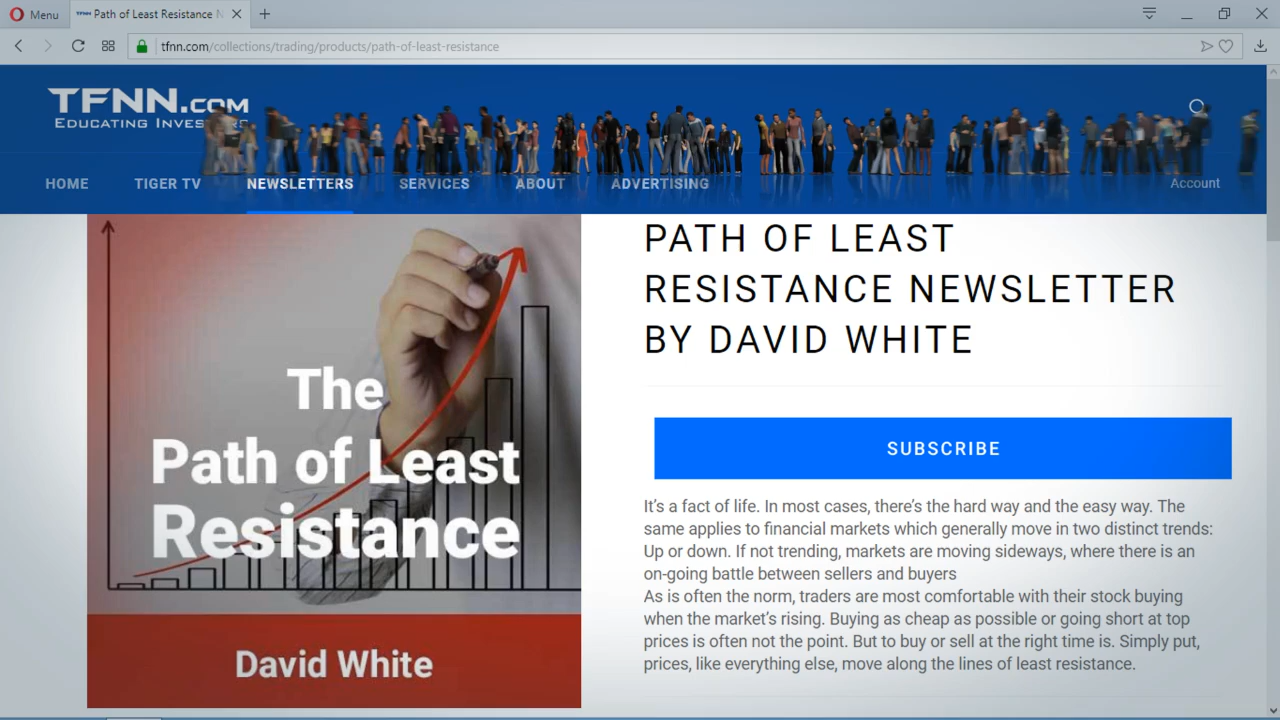 Menu
Path of Least Resistance N
tfnn.com/collections/trading/products/path-of-least-resistance
TFNN.COM
EDUCATING INVESTORS
HOME TIGER TV NEWSLETTERS SERVICES ABOUT ADVERTISING Account
The
Path of Least
Resistance
David White
PATH OF LEAST
RESISTANCE NEWSLETTER
BY DAVID WHITE
SUBSCRIBE
It's a fact of life. In most cases, there's the hard way and the easy way. The
same applies to financial markets which generally move in two distinct trends:
Up or down. If not trending, markets are moving sideways, where there is an
on-going battle between sellers and buyers
As is often the norm, traders are most comfortable with their stock buying
when the market's rising. Buying as cheap as possible or going short at top
prices is often not the point. But to buy or sell at the right time is. Simply put,
prices, like everything else, move along the lines of least resistance.